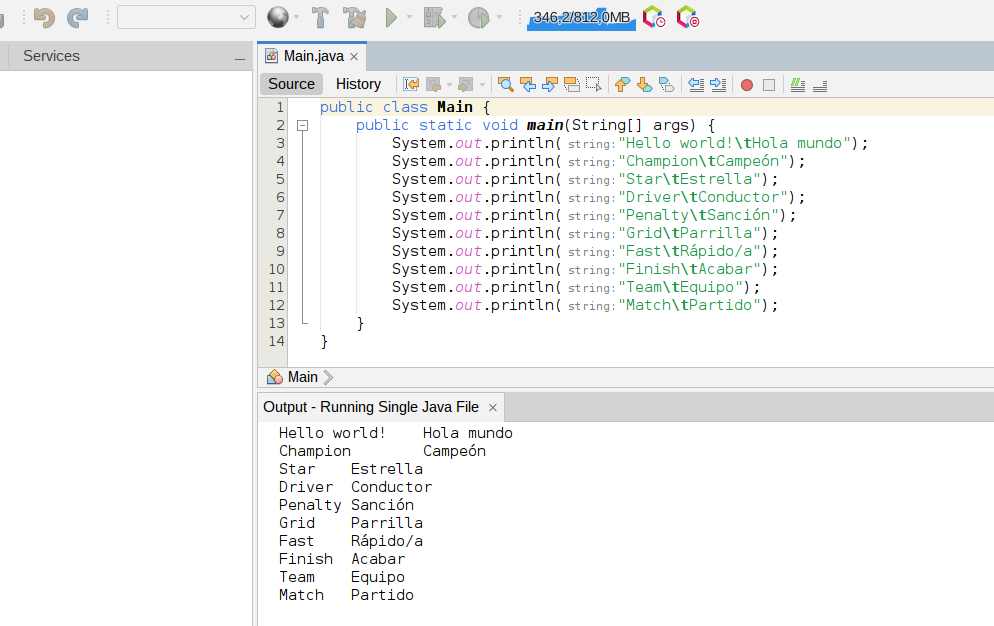 346,2/812,0MB
Services
Main.java
Source History
1 public class Main {
2 public static void main(String[] args) {
3 System.out.println( string: "Hello world!\tHola mundo");
4 System.out.println( string: "Champion\tCampeón");
5 System.out.println( string: "Star\tEstrella");
6 System.out.println( string: "Driver\tConductor");
7 System.out.println( string: "Penalty\tSanción");
8 System.out.println( string: "Grid\tParrilla");
9 System.out.println( string: "Fast\tRápido/a");
10 System.out.println( string: "Finish\tAcabar");
11 System.out.println( string: "Team\tEquipo");
12 System.out.println( string: "Match\tPartido");
13 }
14 }
Main
Output - Running Single Java File
Hello world! Hola mundo
Champion Campeón
Star Estrella
Driver Conductor
Penalty Sanción
Grid Parrilla
Fast Rápido/a
Finish Acabar
Team Equipo
Match Partido